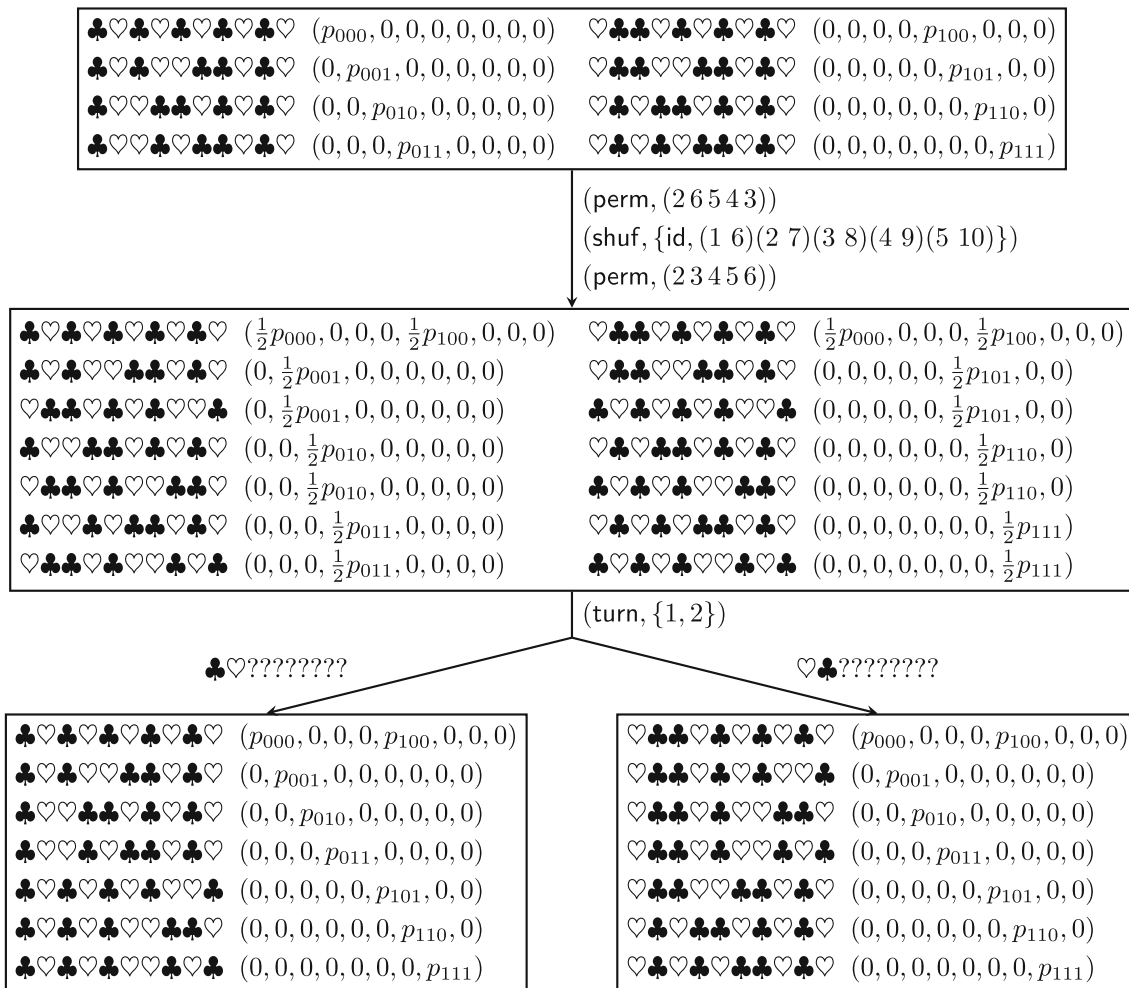 ♣♡♣♡♣♡♣♡♣♡ (p₀₀₀, 0, 0, 0, 0, 0, 0, 0) ♡♣♣♡♣♡♣♡♣♡ (0, 0, 0, 0, p₁₀₀, 0, 0, 0)
♣♡♣♡♡♣♣♡♣♡ (0, p₀₀₁, 0, 0, 0, 0, 0, 0) ♡♣♣♡♡♣♣♡♣♡ (0, 0, 0, 0, 0, p₁₀₁, 0, 0)
♣♡♡♣♣♡♣♡♣♡ (0, 0, p₀₁₀, 0, 0, 0, 0, 0) ♡♣♡♣♣♡♣♡♣♡ (0, 0, 0, 0, 0, 0, p₁₁₀, 0)
♣♡♡♣♡♣♣♡♣♡ (0, 0, 0, p₀₁₁, 0, 0, 0, 0) ♡♣♡♣♡♣♣♡♣♡ (0, 0, 0, 0, 0, 0, 0, p₁₁₁)
(perm, (2 6 5 4 3))
(shuf, {id, (1 6)(2 7)(3 8)(4 9)(5 10)})
(perm, (2 3 4 5 6))
♣♡♣♡♣♡♣♡♣♡ (½p₀₀₀, 0, 0, 0, ½p₁₀₀, 0, 0, 0) ♡♣♣♡♣♡♣♡♣♡ (½p₀₀₀, 0, 0, 0, ½p₁₀₀, 0, 0, 0)
♣♡♣♡♡♣♣♡♣♡ (0, ½p₀₀₁, 0, 0, 0, 0, 0, 0) ♡♣♣♡♡♣♣♡♣♡ (0, 0, 0, 0, 0, ½p₁₀₁, 0, 0)
♡♣♣♡♣♡♣♡♡♣ (0, ½p₀₀₁, 0, 0, 0, 0, 0, 0) ♣♡♣♡♣♡♣♡♡♣ (0, 0, 0, 0, 0, ½p₁₀₁, 0, 0)
♣♡♡♣♣♡♣♡♣♡ (0, 0, ½p₀₁₀, 0, 0, 0, 0, 0) ♡♣♡♣♣♡♣♡♣♡ (0, 0, 0, 0, 0, 0, ½p₁₁₀, 0)
♡♣♣♡♣♡♡♣♣♡ (0, 0, ½p₀₁₀, 0, 0, 0, 0, 0) ♣♡♣♡♣♡♡♣♣♡ (0, 0, 0, 0, 0, 0, ½p₁₁₀, 0)
♣♡♡♣♡♣♣♡♣♡ (0, 0, 0, ½p₀₁₁, 0, 0, 0, 0) ♡♣♡♣♡♣♣♡♣♡ (0, 0, 0, 0, 0, 0, 0, ½p₁₁₁)
♡♣♣♡♣♡♡♣♡♣ (0, 0, 0, ½p₀₁₁, 0, 0, 0, 0) ♣♡♣♡♣♡♡♣♡♣ (0, 0, 0, 0, 0, 0, 0, ½p₁₁₁)
(turn, {1, 2})
♣♡???????? ♡♣????????
♣♡♣♡♣♡♣♡♣♡ (p₀₀₀, 0, 0, 0, p₁₀₀, 0, 0, 0) ♡♣♣♡♣♡♣♡♣♡ (p₀₀₀, 0, 0, 0, p₁₀₀, 0, 0, 0)
♣♡♣♡♡♣♣♡♣♡ (0, p₀₀₁, 0, 0, 0, 0, 0, 0) ♡♣♣♡♣♡♣♡♡♣ (0, p₀₀₁, 0, 0, 0, 0, 0, 0)
♣♡♡♣♣♡♣♡♣♡ (0, 0, p₀₁₀, 0, 0, 0, 0, 0) ♡♣♣♡♣♡♡♣♣♡ (0, 0, p₀₁₀, 0, 0, 0, 0, 0)
♣♡♡♣♡♣♣♡♣♡ (0, 0, 0, p₀₁₁, 0, 0, 0, 0) ♡♣♣♡♣♡♡♣♡♣ (0, 0, 0, p₀₁₁, 0, 0, 0, 0)
♣♡♣♡♣♡♣♡♡♣ (0, 0, 0, 0, 0, p₁₀₁, 0, 0) ♡♣♣♡♡♣♣♡♣♡ (0, 0, 0, 0, 0, p₁₀₁, 0, 0)
♣♡♣♡♣♡♡♣♣♡ (0, 0, 0, 0, 0, 0, p₁₁₀, 0) ♡♣♡♣♣♡♣♡♣♡ (0, 0, 0, 0, 0, 0, p₁₁₀, 0)
♣♡♣♡♣♡♡♣♡♣ (0, 0, 0, 0, 0, 0, 0, p₁₁₁) ♡♣♡♣♡♣♣♡♣♡ (0, 0, 0, 0, 0, 0, 0, p₁₁₁)